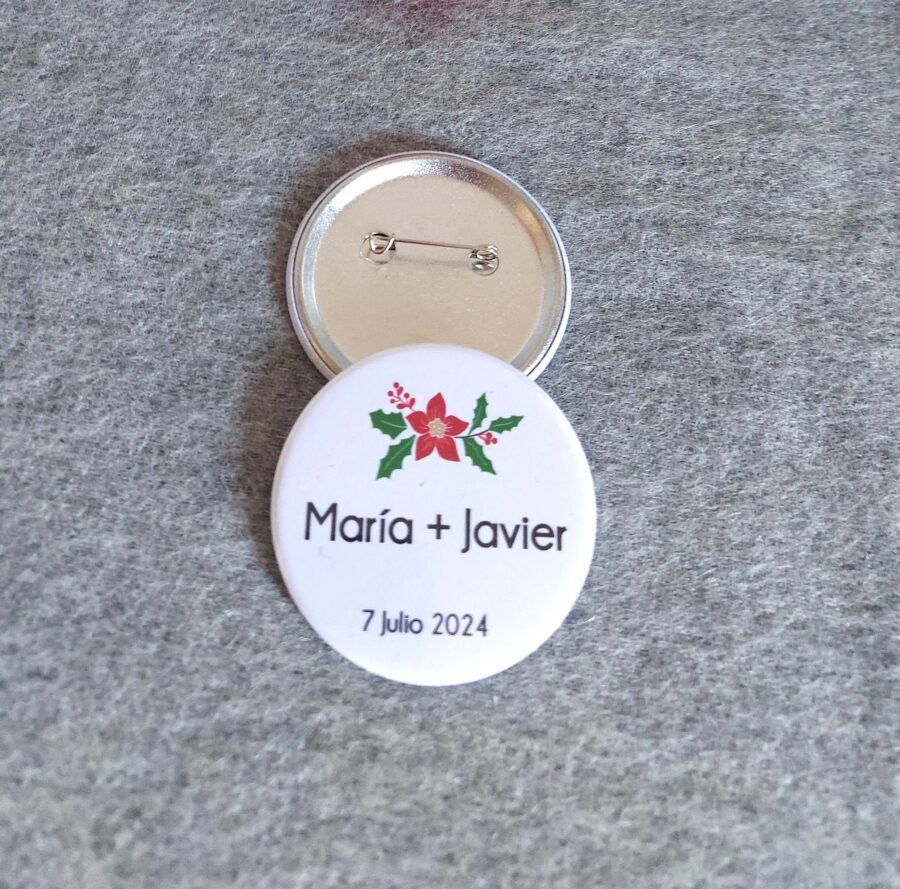 María + Javier
7 Julio 2024